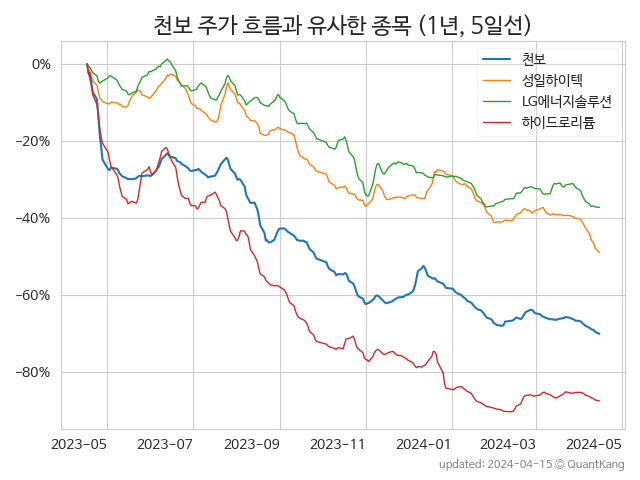 천보 주가 흐름과 유사한 종목 (1년, 5일선)
천보
성일하이텍
LG에너지솔루션
하이드로리튬
0%
−20%
−40%
−60%
−80%
2023-05 2023-07 2023-09 2023-11 2024-01 2024-03 2024-05
updated: 2024-04-15 © QuantKang